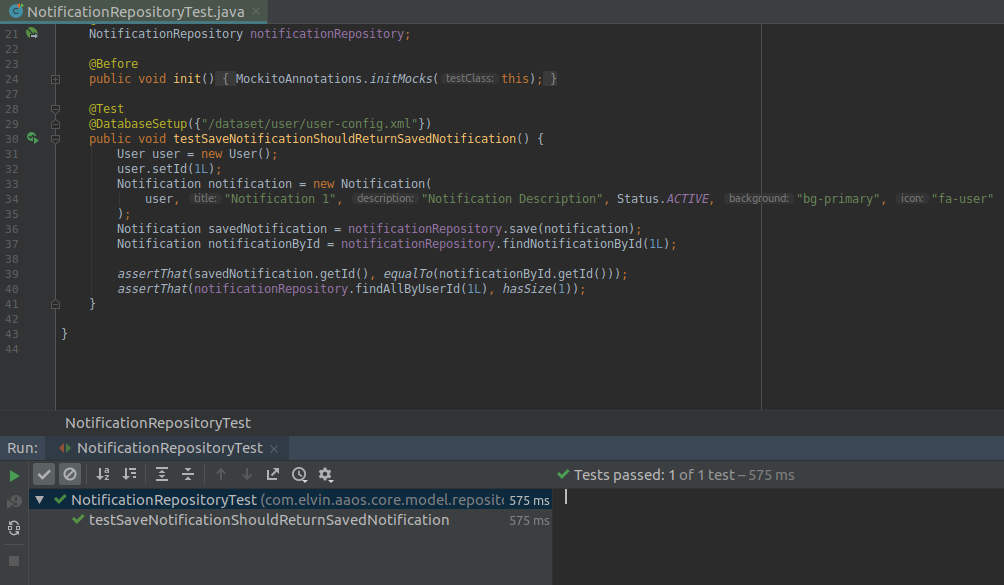 NotificationRepositoryTest.java
21 NotificationRepository notificationRepository;
22
23 @Before
24 public void init() { MockitoAnnotations.initMocks( testClass: this); }
27
28 @Test
29 @DatabaseSetup({"/dataset/user/user-config.xml"})
30 public void testSaveNotificationShouldReturnSavedNotification() {
31 User user = new User();
32 user.setId(1L);
33 Notification notification = new Notification(
34 user, title: "Notification 1", description: "Notification Description", Status.ACTIVE, background: "bg-primary", icon: "fa-user"
35 );
36 Notification savedNotification = notificationRepository.save(notification);
37 Notification notificationById = notificationRepository.findNotificationById(1L);
38
39 assertThat(savedNotification.getId(), equalTo(notificationById.getId()));
40 assertThat(notificationRepository.findAllByUserId(1L), hasSize(1));
41 }
42
43 }
44
NotificationRepositoryTest
Run: NotificationRepositoryTest
Tests passed: 1 of 1 test – 575 ms
NotificationRepositoryTest (com.elvin.aaos.core.model.reposito 575 ms
testSaveNotificationShouldReturnSavedNotification 575 ms